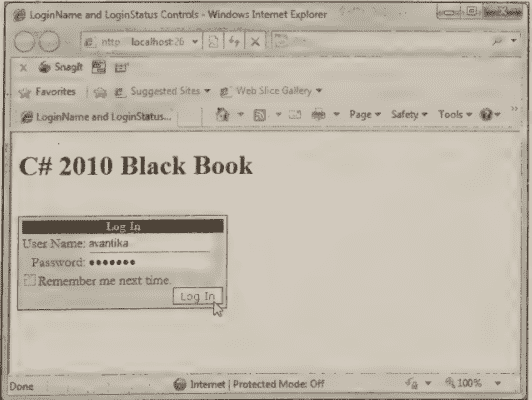 LoginName and LoginStatus Controls - Windows Internet Explorer
http localhost:26
x SnagIt
Favorites Suggested Sites Web Slice Gallery
LoginName and LoginStatus... Page Safety Tools
C# 2010 Black Book
Log In
User Name: avantika
Password: ●●●●●●●
Remember me next time.
Log In
Done Internet | Protected Mode: Off 100%